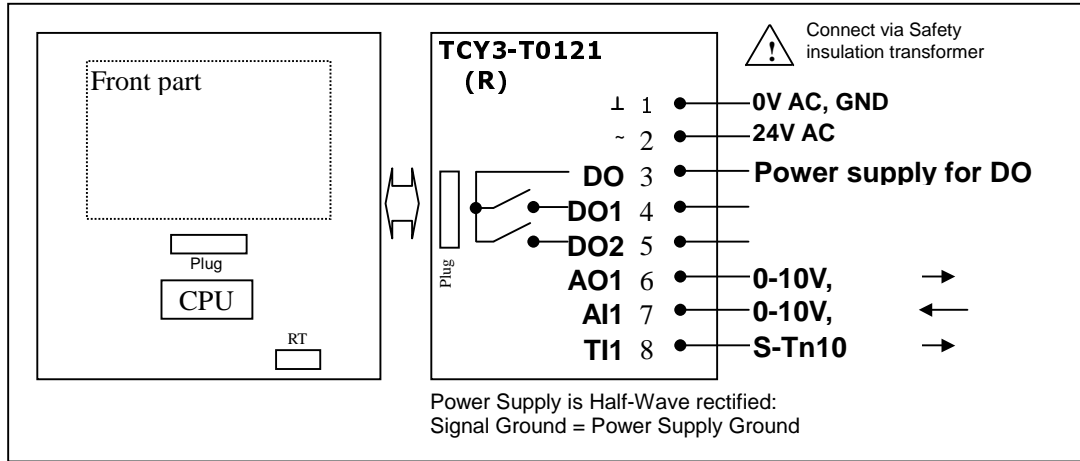 Front part
Plug
CPU
RT
TCY3-T0121
(R)
! Connect via Safety
insulation transformer
⊥ 1 0V AC, GND
~ 2 24V AC
DO 3 Power supply for DO
DO1 4
DO2 5
AO1 6 0-10V, →
AI1 7 0-10V, ←
TI1 8 S-Tn10 →
Plug
Power Supply is Half-Wave rectified:
Signal Ground = Power Supply Ground